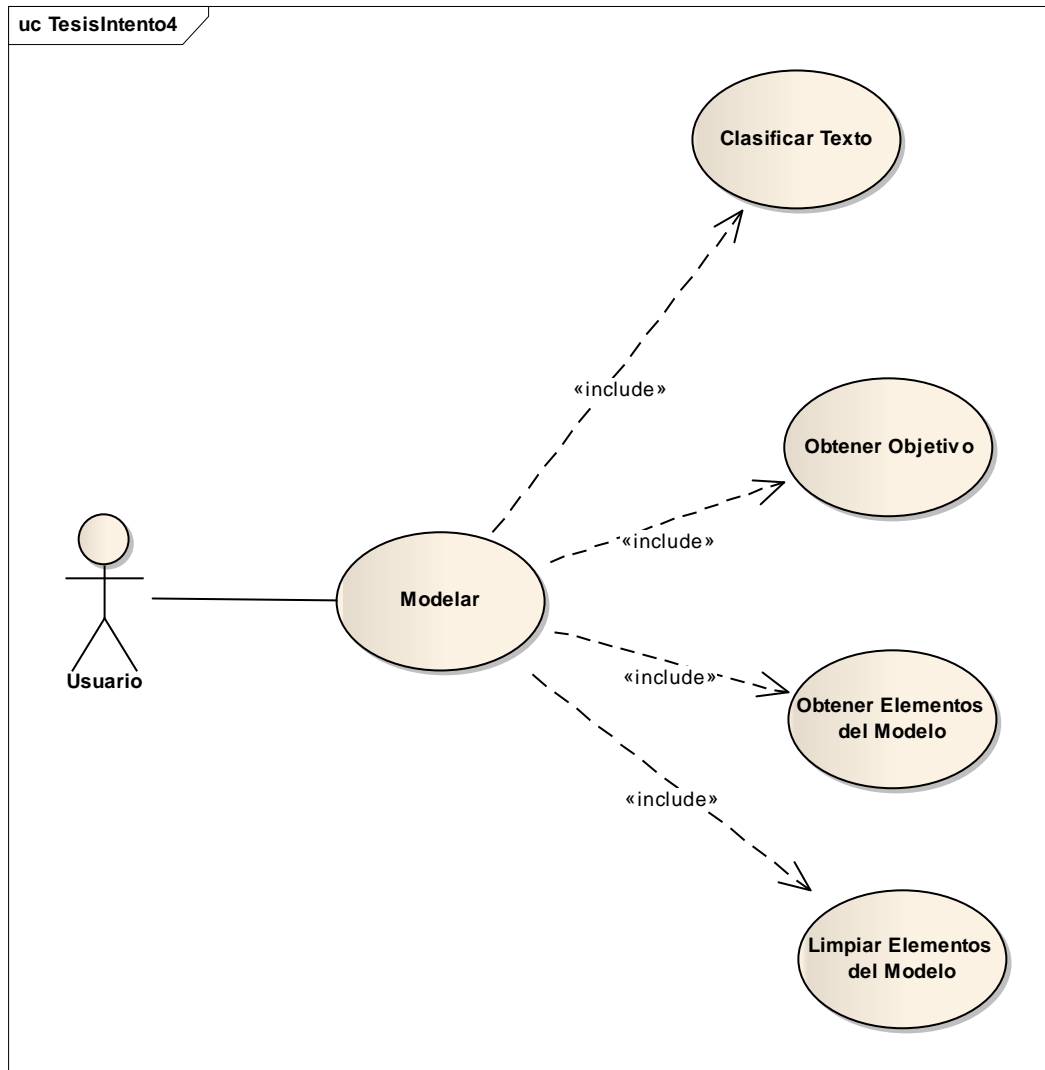 uc TesisIntento4
Clasificar Texto
«include»
Obtener Objetivo
«include»
Modelar
Usuario
«include»
Obtener Elementos
del Modelo
«include»
Limpiar Elementos
del Modelo